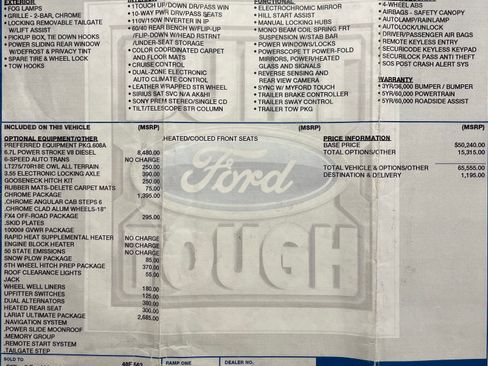 EXTERIOR
• FOG LAMPS
• GRILLE - 2-BAR, CHROME
• LOCKING REMOVABLE TAILGATE
W/LIFT ASSIST
• PICKUP BOX, TIE DOWN HOOKS
• POWER SLIDING REAR WINDOW
W/DEFROST & PRIVACY TINT
• SPARE TIRE & WHEEL LOCK
• TOW HOOKS
• 1 TOUCH UP/DOWN DR/PASS WIN
• 10-WAY PWR DRV/PASS SEATS
• 110V/150W INVERTER IN IP
• 60/40 REAR BENCH W/FLIP-UP
/FLIP-DOWN W/HEAD RSTRNT
/UNDER-SEAT STORAGE
• COLOR COORDINATED CARPET
AND FLOOR MATS
• CRUISE CONTROL
• DUAL-ZONE ELECTRONIC
AUTO CLIMATE CONTROL
• LEATHER WRAPPED STR WHEEL
• SIRIUS SAT SVC N/A AK&HI
• SONY PREM STEREO/SINGLE CD
• TILT/TELESCOPE STR COLUMN
FUNCTIONAL
• ELECTROCHROMIC MIRROR
• HILL START ASSIST
• MANUAL LOCKING HUBS
• MONO BEAM COIL SPRING FRT
SUSPENSION W/STAB BAR
• POWER WINDOWS/LOCKS
• POWERSCOPE TT POWER-FOLD
MIRRORS, POWER/HEATED
GLASS AND SIGNALS
• REVERSE SENSING AND
REAR VIEW CAMERA
• SYNC W/ MYFORD TOUCH
• TRAILER BRAKE CONTROLLER
• TRAILER SWAY CONTROL
• TRAILER TOW PKG
• 4-WHEEL ABS
• AIRBAGS - SAFETY CANOPY
• AUTOLAMP/RAINLAMP
• AUTOLOCK/UNLOCK
• DRIVER/PASSENGER AIR BAGS
• REMOTE KEYLESS ENTRY
• SECURICODE KEYLESS KEYPAD
• SECURILOCK PASS ANTI THEFT
• SOS POST CRASH ALERT SYS
WARRANTY
• 3YR/36,000 BUMPER / BUMPER
• 5YR/60,000 POWERTRAIN
• 5YR/60,000 ROADSIDE ASSIST
INCLUDED ON THIS VEHICLE (MSRP) (MSRP) (MSRP)
OPTIONAL EQUIPMENT/OTHER
PREFERRED EQUIPMENT PKG.608A
6.7L POWER STROKE V8 DIESEL 8,480.00
6-SPEED AUTO TRANS NO CHARGE
LT275/70R18E OWL ALL TERRAIN 250.00
3.55 ELECTRONIC LOCKING AXLE 390.00
GOOSENECK HITCH KIT 250.00
RUBBER MATS-DELETE CARPET MATS 75.00
CHROME PACKAGE 1,395.00
.CHROME ANGULAR CAB STEPS 6
.CHROME CLAD ALUM WHEELS-18"
FX4 OFF-ROAD PACKAGE 295.00
.SKID PLATES
10000# GVWR PACKAGE
RAPID HEAT SUPPLEMENTAL HEATER NO CHARGE
ENGINE BLOCK HEATER NO CHARGE
50 STATE EMISSIONS NO CHARGE
SNOW PLOW PACKAGE 85.00
5TH WHEEL HITCH PREP PACKAGE 370.00
ROOF CLEARANCE LIGHTS 55.00
JACK
WHEEL WELL LINERS 180.00
UPFITTER SWITCHES 125.00
DUAL ALTERNATORS 380.00
HEATED REAR SEAT 300.00
LARIAT ULTIMATE PACKAGE 2,685.00
.NAVIGATION SYSTEM
.POWER SLIDE MOONROOF
.MEMORY GROUP
.REMOTE START SYSTEM
.TAILGATE STEP
HEATED/COOLED FRONT SEATS
PRICE INFORMATION
BASE PRICE $50,240.00
TOTAL OPTIONS/OTHER 15,315.00
TOTAL VEHICLE & OPTIONS/OTHER 65,555.00
DESTINATION & DELIVERY 1,195.00
BUILT
Ford
TOUGH
SOLD TO
RAMP ONE
DEALER NO.